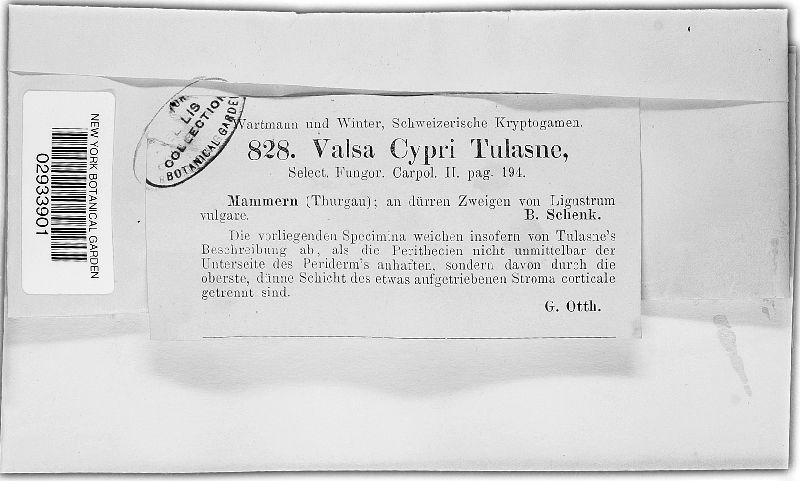 NEW YORK BOTANICAL GARDEN
02933901
LIS
COLLECTION
BOTANICAL GARDE
Wartmann und Winter, Schweizerische Kryptogamen.
828. Valsa Cypri Tulasne,
Select. Fungor. Carpol. II. pag. 194.
Mammern (Thurgau); an dürren Zweigen von Ligustrum
vulgare. B. Schenk.
Die vorliegenden Specimina weichen insofern von Tulasne's
Beschreibung ab, als die Perithecien nicht unmittelbar der
Unterseite des Periderm's anhaften, sondern davon durch die
oberste, dünne Schicht des etwas aufgetriebenen Stroma corticale
getrennt sind.
G. Otth.